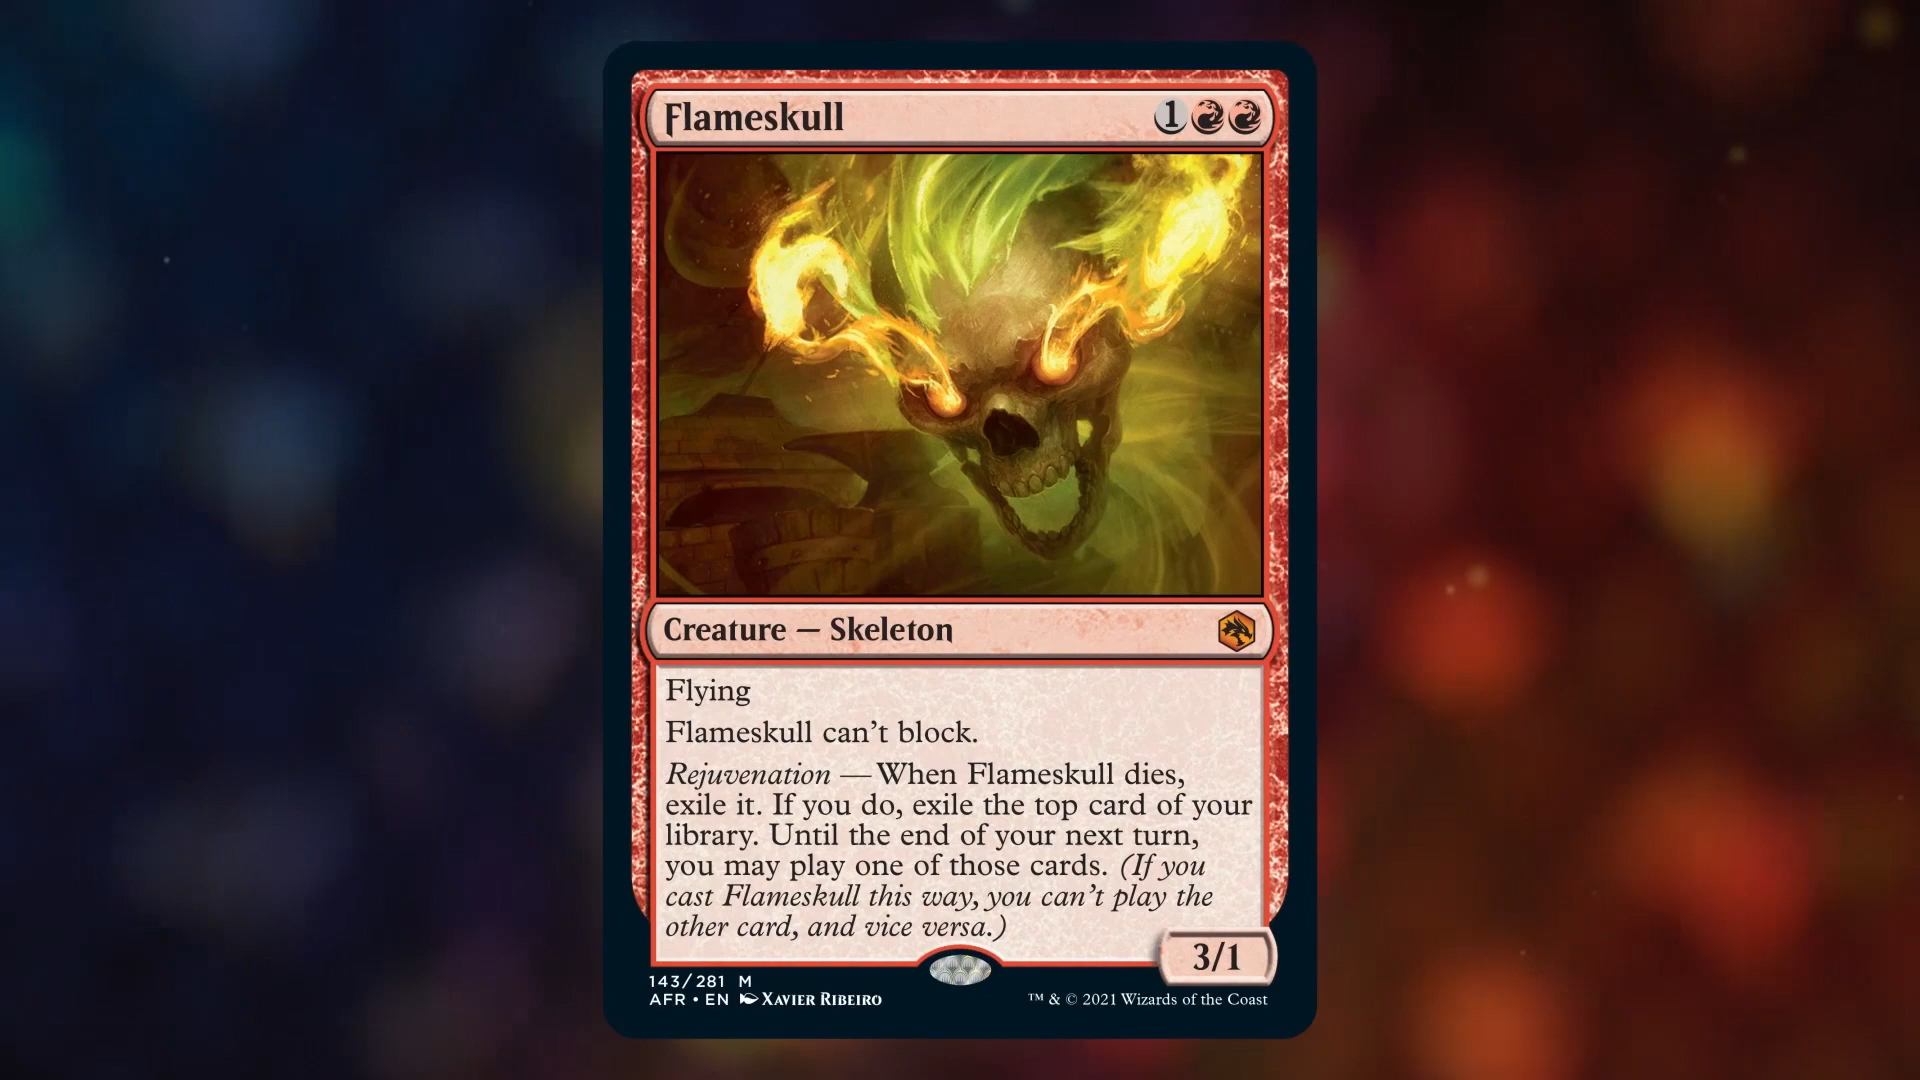 Flameskull 1
Creature — Skeleton
Flying
Flameskull can't block.
Rejuvenation — When Flameskull dies,
exile it. If you do, exile the top card of your
library. Until the end of your next turn,
you may play one of those cards. (If you
cast Flameskull this way, you can't play the
other card, and vice versa.)
3/1
143/281 M
AFR • EN Xavier Ribeiro
™ & © 2021 Wizards of the Coast